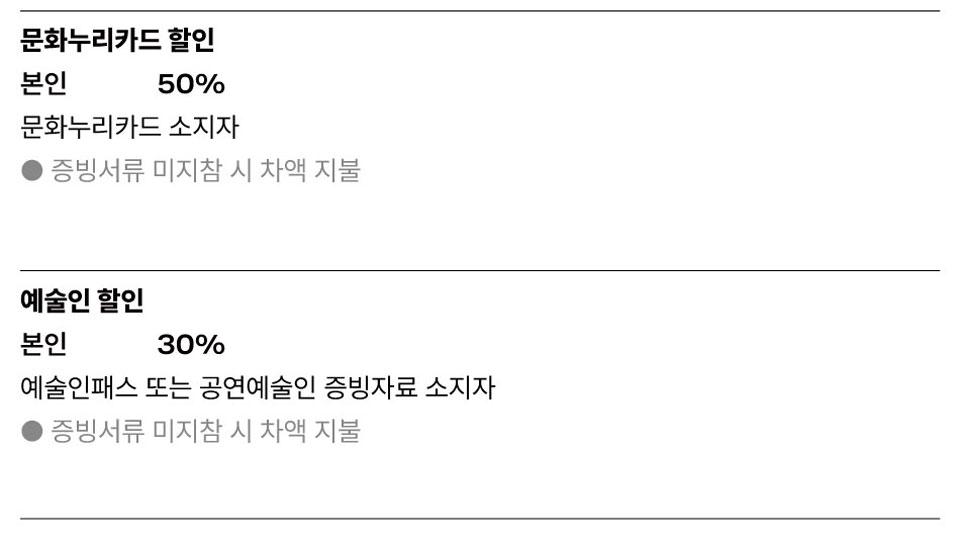 문화누리카드 할인
본인 50%
문화누리카드 소지자
● 증빙서류 미지참 시 차액 지불
예술인 할인
본인 30%
예술인패스 또는 공연예술인 증빙자료 소지자
● 증빙서류 미지참 시 차액 지불